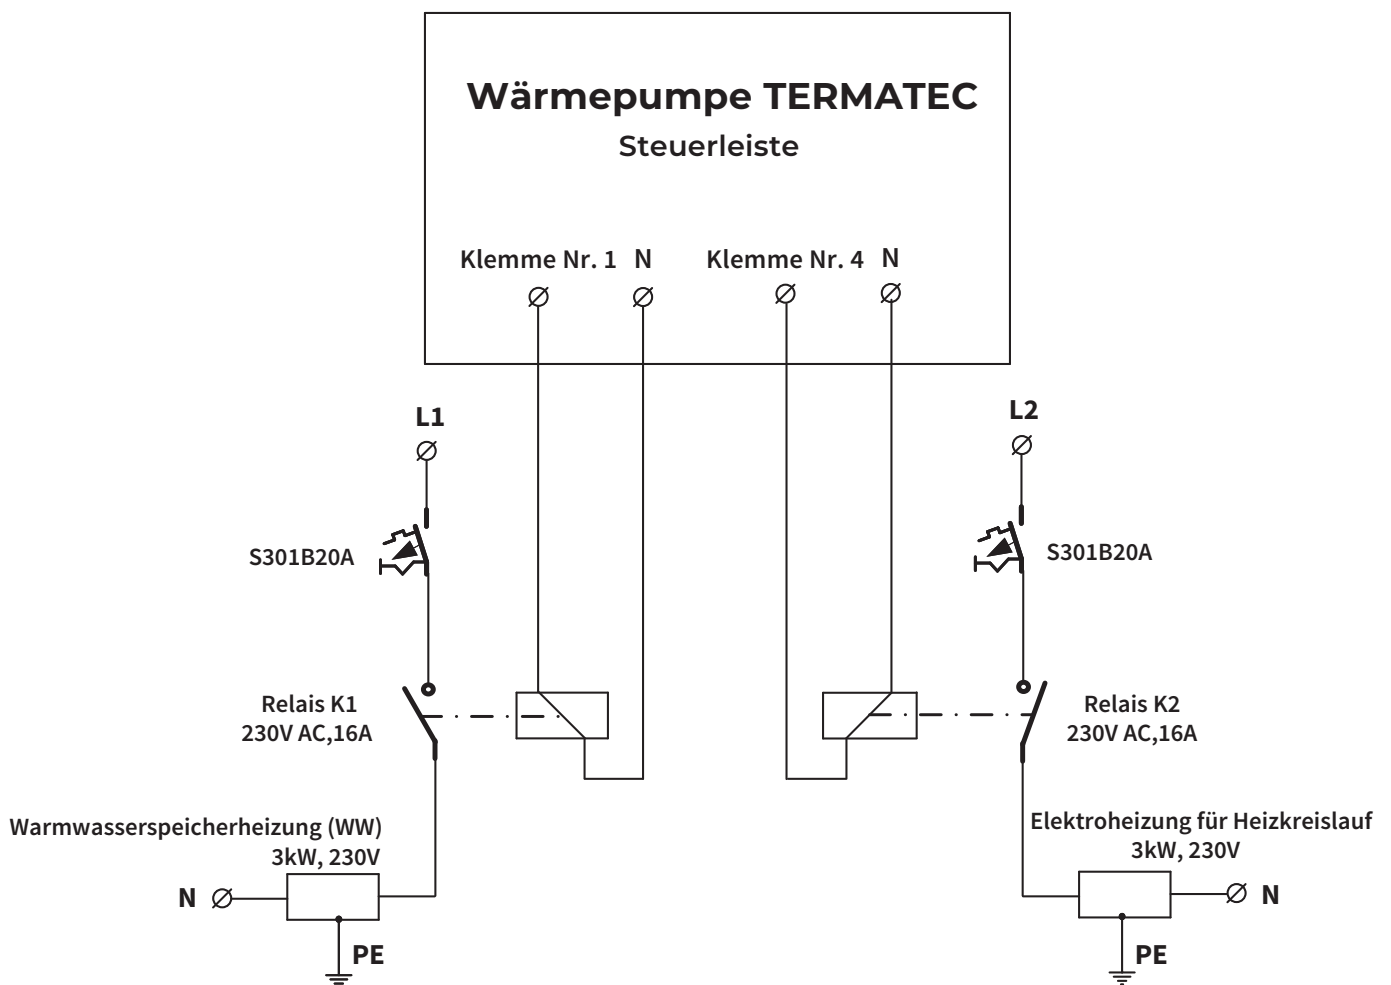 Wärmepumpe TERMATEC
Steuerleiste
Klemme Nr. 1 N Klemme Nr. 4 N
L1
L2
S301B20A
S301B20A
Relais K1
230V AC,16A
Relais K2
230V AC,16A
Warmwasserspeicherheizung (WW)
3kW, 230V
Elektroheizung für Heizkreislauf
3kW, 230V
N
N
PE
PE